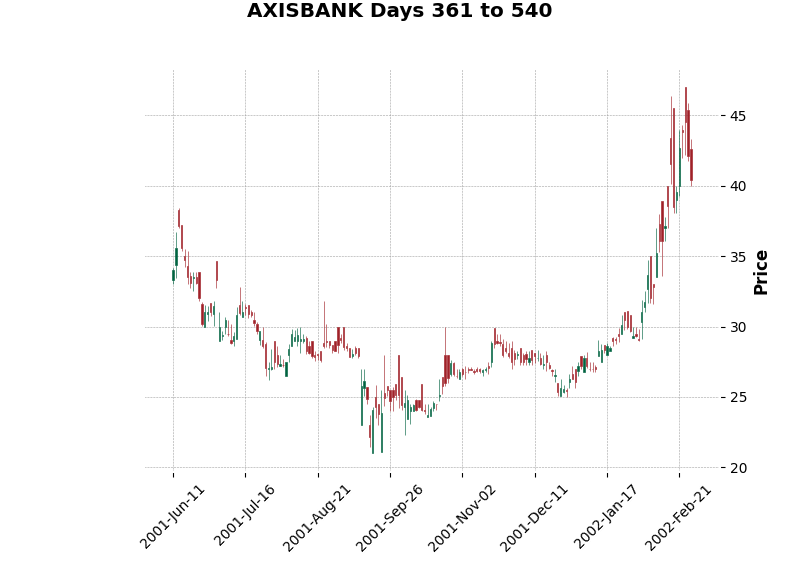 AXISBANK Days 361 to 540
45
40
35
30
25
20
Price
2001-Jun-11
2001-Jul-16
2001-Aug-21
2001-Sep-26
2001-Nov-02
2001-Dec-11
2002-Jan-17
2002-Feb-21